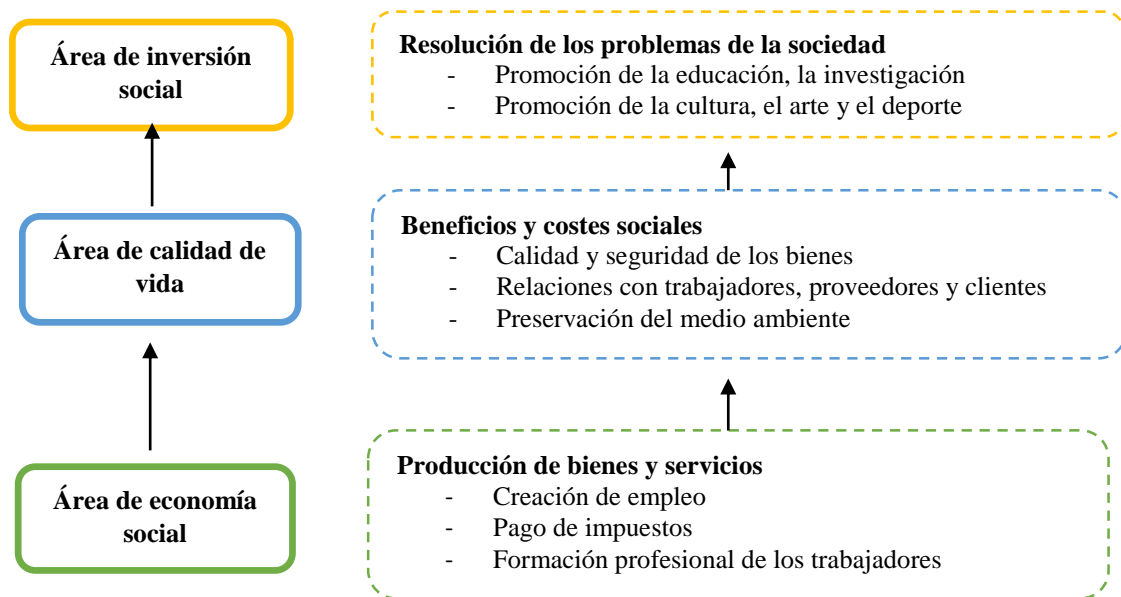 Área de inversión
social
Resolución de los problemas de la sociedad
- Promoción de la educación, la investigación
- Promoción de la cultura, el arte y el deporte
Área de calidad de
vida
Beneficios y costes sociales
- Calidad y seguridad de los bienes
- Relaciones con trabajadores, proveedores y clientes
- Preservación del medio ambiente
Área de economía
social
Producción de bienes y servicios
- Creación de empleo
- Pago de impuestos
- Formación profesional de los trabajadores